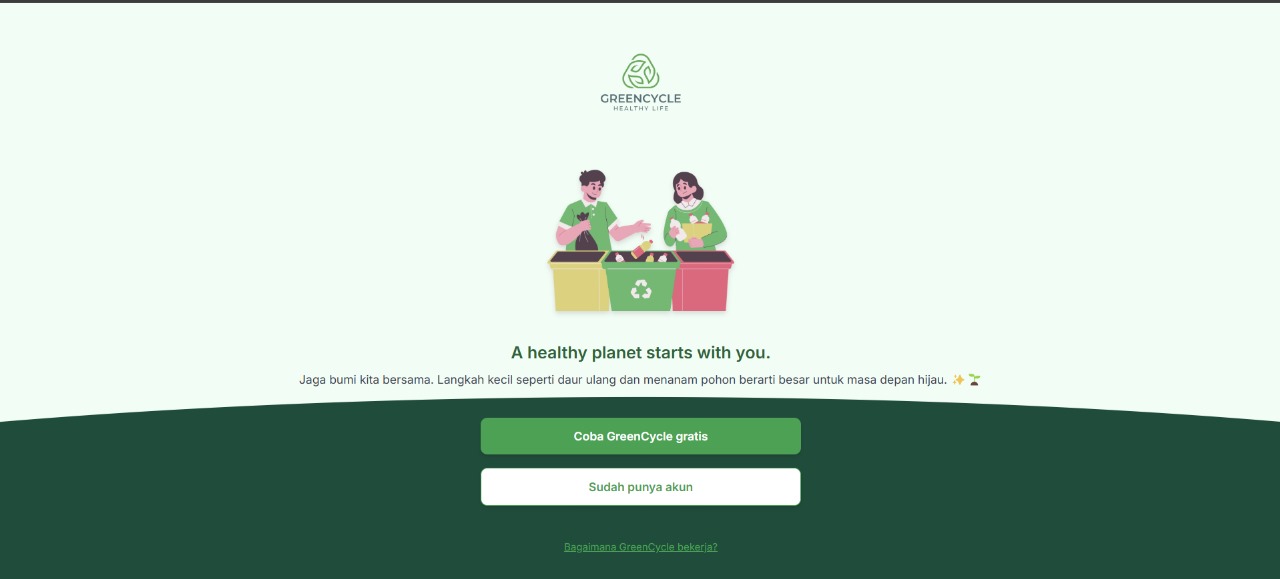 GREENCYCLE
HEALTHY LIFE
A healthy planet starts with you.
Jaga bumi kita bersama. Langkah kecil seperti daur ulang dan menanam pohon berarti besar untuk masa depan hijau. ✨🌱
Coba GreenCycle gratis
Sudah punya akun
Bagaimana GreenCycle bekerja?